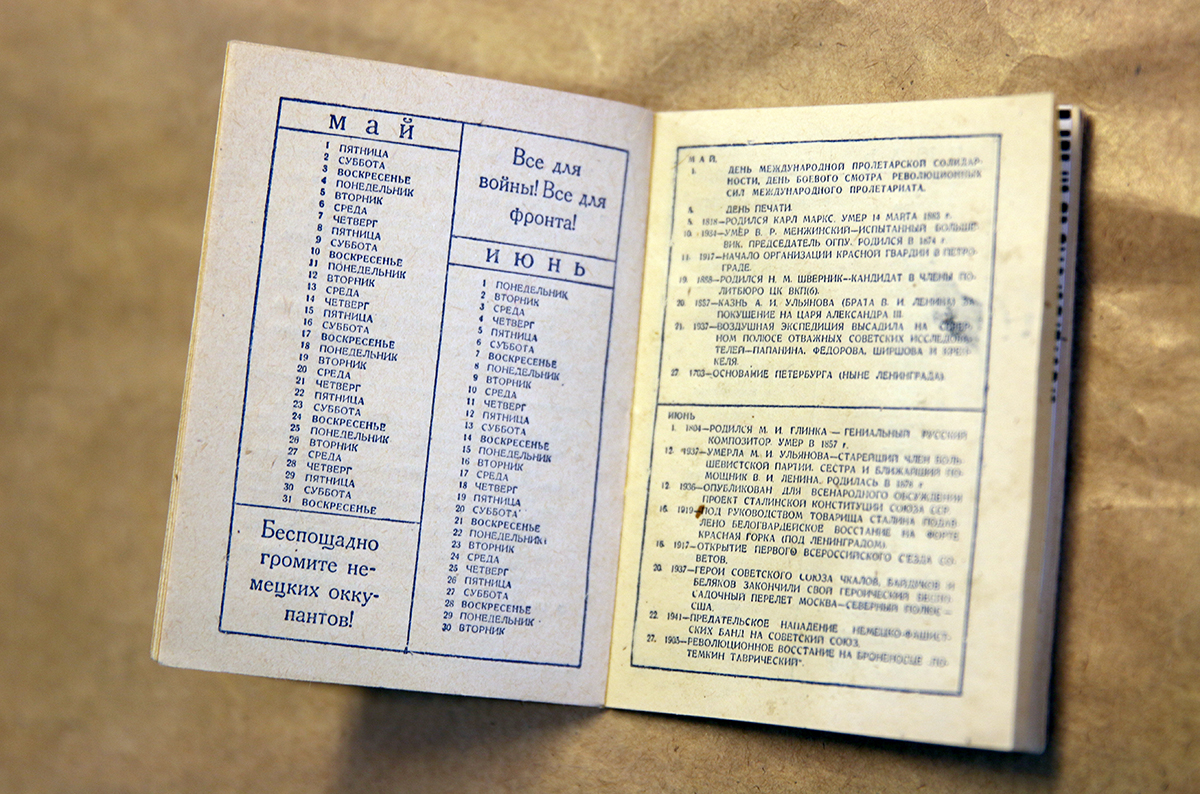 МАЙ
1 ПЯТНИЦА
2 СУББОТА
3 ВОСКРЕСЕНЬЕ
4 ПОНЕДЕЛЬНИК
5 ВТОРНИК
6 СРЕДА
7 ЧЕТВЕРГ
8 ПЯТНИЦА
9 СУББОТА
10 ВОСКРЕСЕНЬЕ
11 ПОНЕДЕЛЬНИК
12 ВТОРНИК
13 СРЕДА
14 ЧЕТВЕРГ
15 ПЯТНИЦА
16 СУББОТА
17 ВОСКРЕСЕНЬЕ
18 ПОНЕДЕЛЬНИК
19 ВТОРНИК
20 СРЕДА
21 ЧЕТВЕРГ
22 ПЯТНИЦА
23 СУББОТА
24 ВОСКРЕСЕНЬЕ
25 ПОНЕДЕЛЬНИК
26 ВТОРНИК
27 СРЕДА
28 ЧЕТВЕРГ
29 ПЯТНИЦА
30 СУББОТА
31 ВОСКРЕСЕНЬЕ
Беспощадно
громите не-
мецких окку-
пантов!
Все для
войны! Все для
фронта!
ИЮНЬ
1 ПОНЕДЕЛЬНИК
2 ВТОРНИК
3 СРЕДА
4 ЧЕТВЕРГ
5 ПЯТНИЦА
6 СУББОТА
7 ВОСКРЕСЕНЬЕ
8 ПОНЕДЕЛЬНИК
9 ВТОРНИК
10 СРЕДА
11 ЧЕТВЕРГ
12 ПЯТНИЦА
13 СУББОТА
14 ВОСКРЕСЕНЬЕ
15 ПОНЕДЕЛЬНИК
16 ВТОРНИК
17 СРЕДА
18 ЧЕТВЕРГ
19 ПЯТНИЦА
20 СУББОТА
21 ВОСКРЕСЕНЬЕ
22 ПОНЕДЕЛЬНИК
23 ВТОРНИК
24 СРЕДА
25 ЧЕТВЕРГ
26 ПЯТНИЦА
27 СУББОТА
28 ВОСКРЕСЕНЬЕ
29 ПОНЕДЕЛЬНИК
30 ВТОРНИК
МАЙ.
1. ДЕНЬ МЕЖДУНАРОДНОЙ ПРОЛЕТАРСКОЙ СОЛИДАР-
НОСТИ, ДЕНЬ БОЕВОГО СМОТРА РЕВОЛЮЦИОННЫХ
СИЛ МЕЖДУНАРОДНОГО ПРОЛЕТАРИАТА.
ДЕНЬ ПЕЧАТИ.
1818—РОДИЛСЯ КАРЛ МАРКС. УМЕР 14 МАРТА 1883 г.
10. 1934—УМЕР В. Р. МЕНЖИНСКИЙ—ИСПЫТАННЫЙ БОЛЬШЕ-
ВИК, ПРЕДСЕДАТЕЛЬ ОГПУ. РОДИЛСЯ В 1874 г.
11. 1917—НАЧАЛО ОРГАНИЗАЦИИ КРАСНОЙ ГВАРДИИ В ПЕТРО-
ГРАДЕ.
19. 1888—РОДИЛСЯ Н. М. ШВЕРНИК—КАНДИДАТ В ЧЛЕНЫ ПО-
ЛИТБЮРО ЦК ВКП(б).
20. 1887—КАЗНЬ А. И. УЛЬЯНОВА (БРАТА В. И. ЛЕНИНА) ЗА
ПОКУШЕНИЕ НА ЦАРЯ АЛЕКСАНДРА III.
21. 1937—ВОЗДУШНАЯ ЭКСПЕДИЦИЯ ВЫСАДИЛА НА СЕВЕР-
НОМ ПОЛЮСЕ ОТВАЖНЫХ СОВЕТСКИХ ИССЛЕДОВА-
ТЕЛЕЙ—ПАПАНИНА, ФЕДОРОВА, ШИРШОВА И КРЕН-
КЕЛЯ.
27. 1703—ОСНОВАНИЕ ПЕТЕРБУРГА (НЫНЕ ЛЕНИНГРАДА).
ИЮНЬ
1. 1804—РОДИЛСЯ М. И. ГЛИНКА — ГЕНИАЛЬНЫЙ РУССКИЙ
КОМПОЗИТОР. УМЕР В 1857 г.
12. 1937—УМЕРЛА М. И. УЛЬЯНОВА—СТАРЕЙШИЙ ЧЛЕН БОЛЬ-
ШЕВИСТСКОЙ ПАРТИИ, СЕСТРА И БЛИЖАЙШИЙ ПО-
МОЩНИК В. И. ЛЕНИНА. РОДИЛАСЬ В 1878 г.
12. 1936—ОПУБЛИКОВАН ДЛЯ ВСЕНАРОДНОГО ОБСУЖДЕНИЯ
ПРОЕКТ СТАЛИНСКОЙ КОНСТИТУЦИИ СОЮЗА ССР.
16. 1919—ПОД РУКОВОДСТВОМ ТОВАРИЩА СТАЛИНА ПОДАВ-
ЛЕНО БЕЛОГВАРДЕЙСКОЕ ВОССТАНИЕ НА ФОРТЕ
КРАСНАЯ ГОРКА (ПОД ЛЕНИНГРАДОМ).
16. 1917—ОТКРЫТИЕ ПЕРВОГО ВСЕРОССИЙСКОГО С'ЕЗДА СО-
ВЕТОВ.
20. 1937—ГЕРОИ СОВЕТСКОГО СОЮЗА ЧКАЛОВ, БАЙДУКОВ И
БЕЛЯКОВ ЗАКОНЧИЛИ СВОЙ ГЕРОИЧЕСКИЙ БЕСПО-
САДОЧНЫЙ ПЕРЕЛЕТ МОСКВА—СЕВЕРНЫЙ ПОЛЮС—
США.
22. 1941—ПРЕДАТЕЛЬСКОЕ НАПАДЕНИЕ НЕМЕЦКО-ФАШИСТ-
СКИХ БАНД НА СОВЕТСКИЙ СОЮЗ.
27. 1905—РЕВОЛЮЦИОННОЕ ВОССТАНИЕ НА БРОНЕНОСЦЕ „ПО-
ТЕМКИН ТАВРИЧЕСКИЙ".